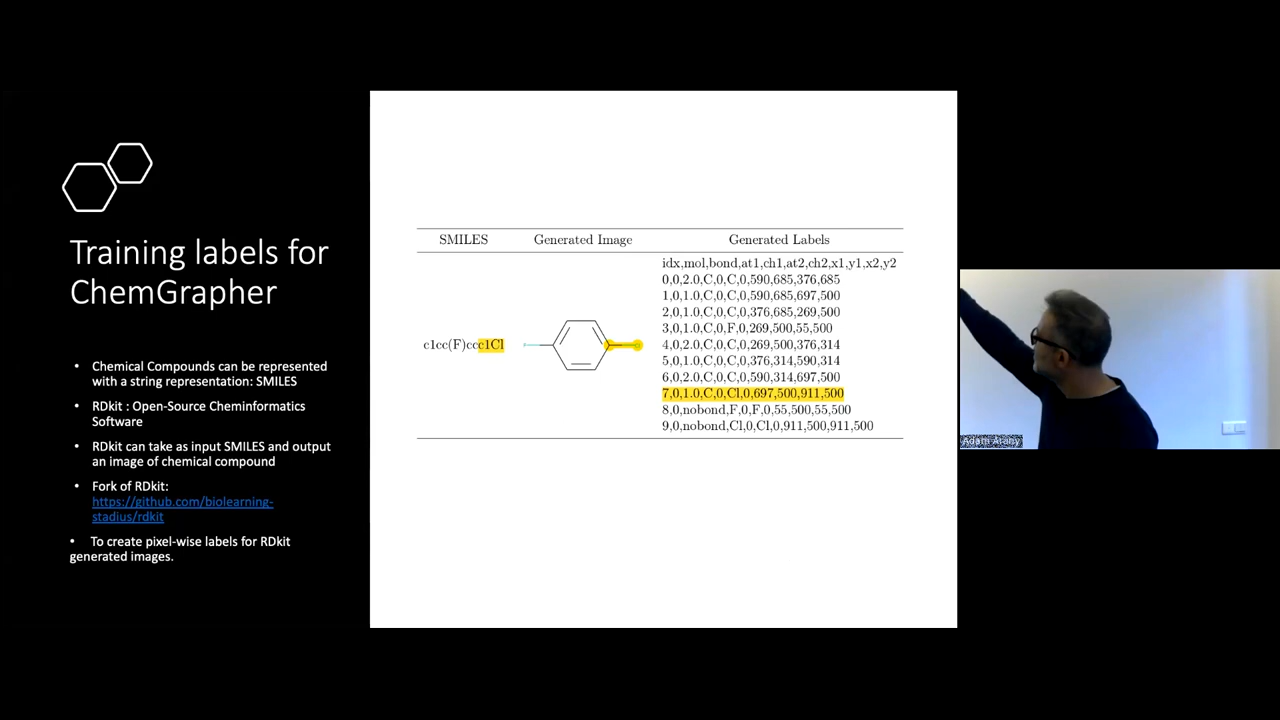 Training labels for
ChemGrapher
• Chemical Compounds can be represented
with a string representation: SMILES
• RDkit : Open-Source Cheminformatics
Software
• RDkit can take as input SMILES and output
an image of chemical compound
• Fork of RDkit:
https://github.com/biolearning-
stadius/rdkit
• To create pixel-wise labels for RDkit
generated images.
SMILES Generated Image Generated Labels
c1cc(F)ccc1Cl
idx,mol,bond,at1,ch1,at2,ch2,x1,y1,x2,y2
0,0,2.0,C,0,C,0,590,685,376,685
1,0,1.0,C,0,C,0,590,685,697,500
2,0,1.0,C,0,C,0,376,685,269,500
3,0,1.0,C,0,F,0,269,500,55,500
4,0,2.0,C,0,C,0,269,500,376,314
5,0,1.0,C,0,C,0,376,314,590,314
6,0,2.0,C,0,C,0,590,314,697,500
7,0,1.0,C,0,Cl,0,697,500,911,500
8,0,nobond,F,0,F,0,55,500,55,500
9,0,nobond,Cl,0,Cl,0,911,500,911,500
Adam Arany